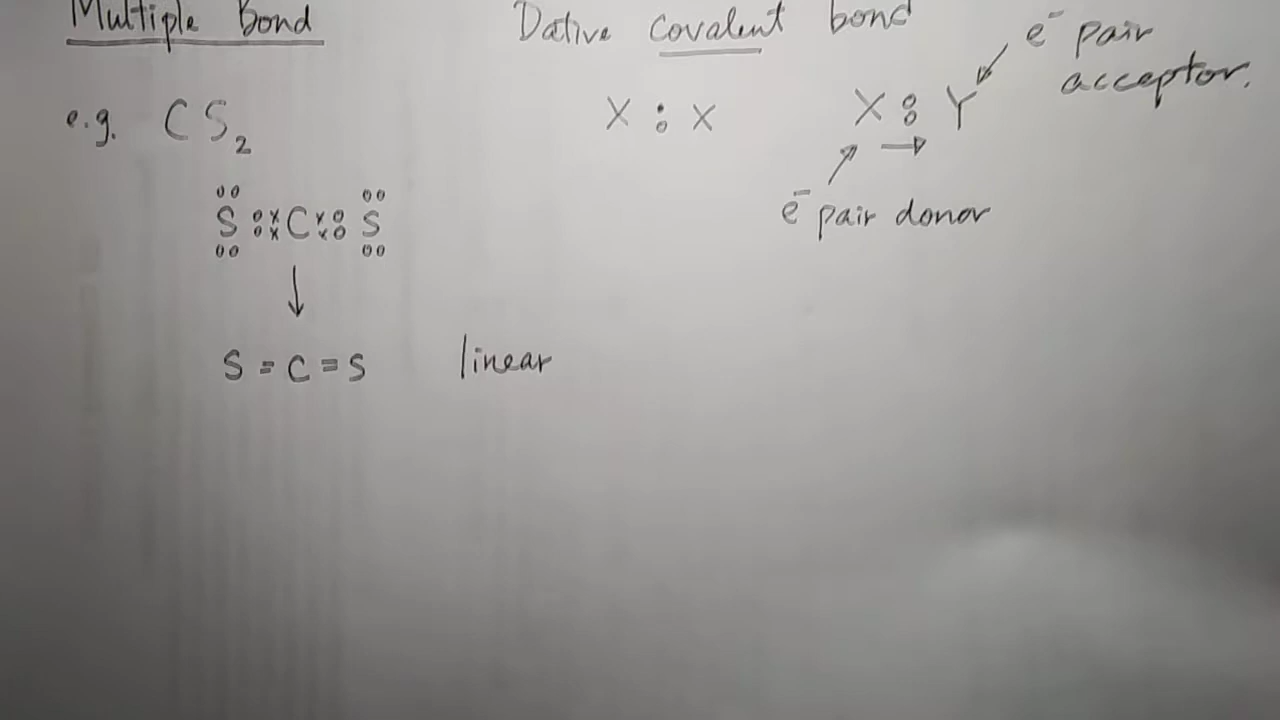 Multiple Bond
e.g. CS₂
S :: C :: S
↓
S = C = S linear
Dative covalent bond
X : X
X : Y
→
e⁻ pair donor
e⁻ pair
acceptor.